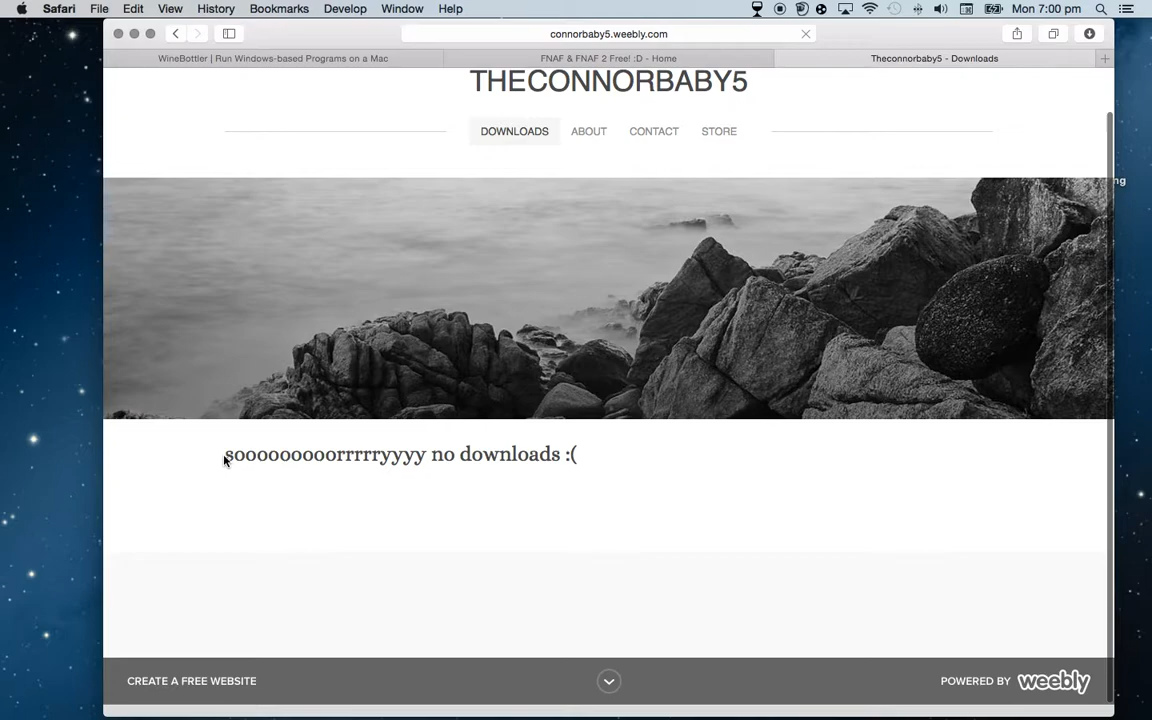 Safari File Edit View History Bookmarks Develop Window Help Mon 7:00 pm
connorbaby5.weebly.com
WineBottler | Run Windows-based Programs on a Mac FNAF & FNAF 2 Free! :D - Home Theconnorbaby5 - Downloads
THECONNORBABY5
DOWNLOADS ABOUT CONTACT STORE
ng
sooooooooorrrrryyyy no downloads :(
CREATE A FREE WEBSITE POWERED BY weebly